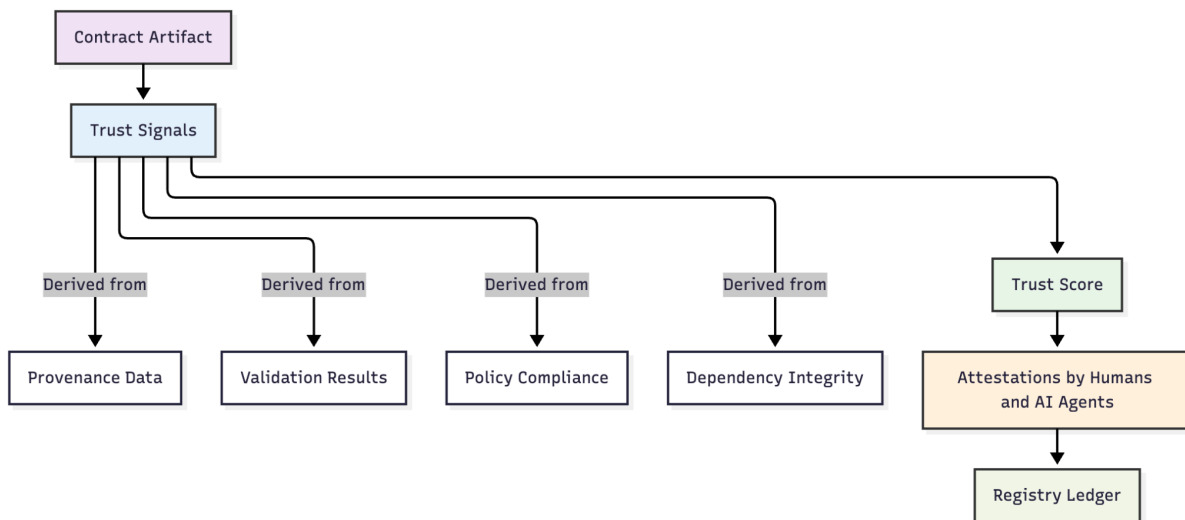 Contract Artifact
Trust Signals
Derived from
Derived from
Derived from
Derived from
Trust Score
Provenance Data
Validation Results
Policy Compliance
Dependency Integrity
Attestations by Humans
and AI Agents
Registry Ledger